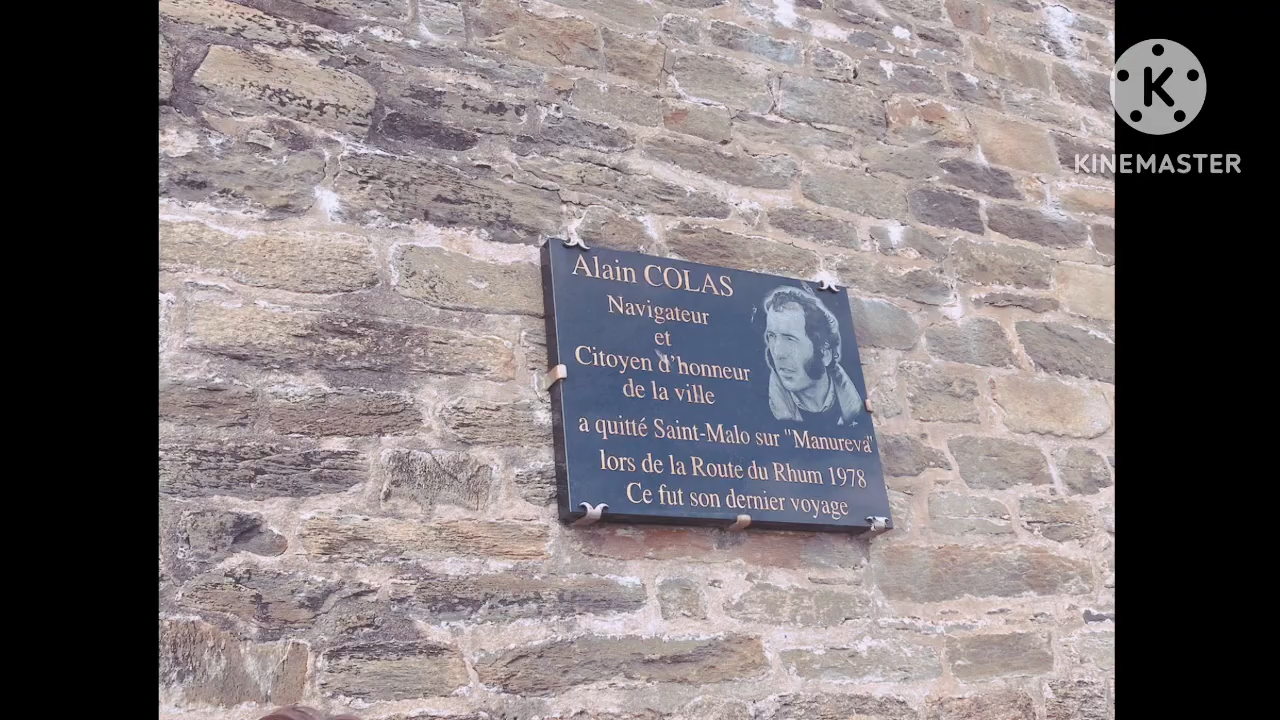 K
KINEMASTER
Alain COLAS
Navigateur
et
Citoyen d'honneur
de la ville
a quitté Saint-Malo sur "Manureva"
lors de la Route du Rhum 1978
Ce fut son dernier voyage